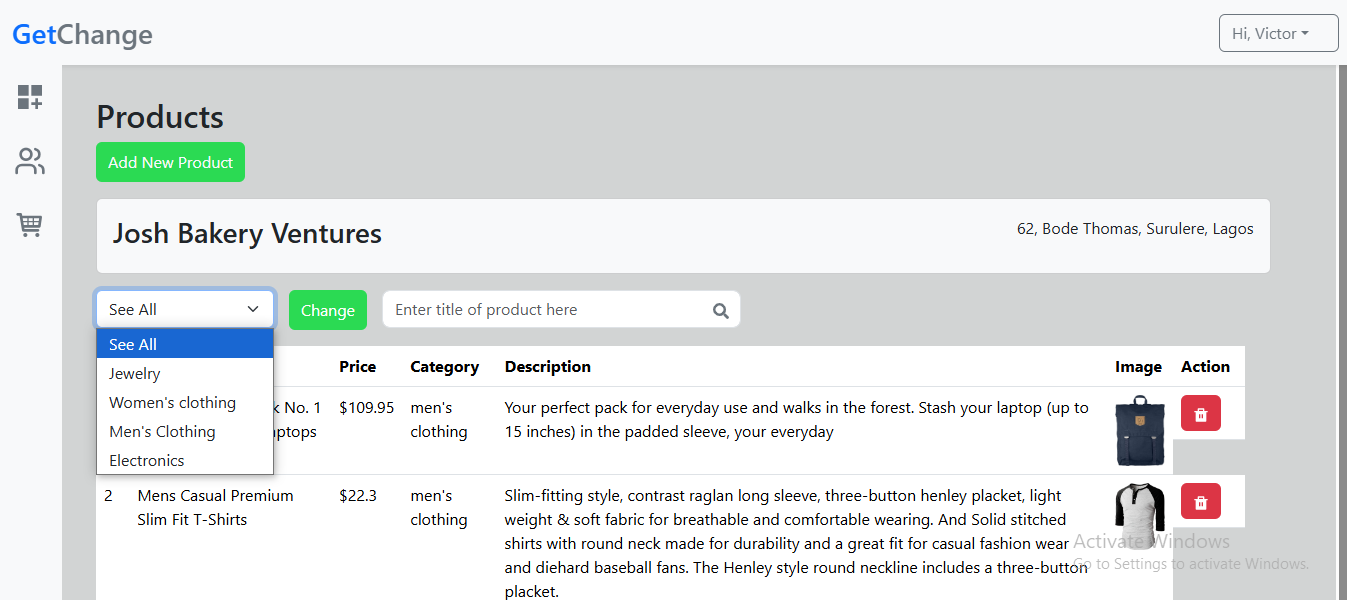 GetChange
Hi, Victor
Products
Add New Product
Josh Bakery Ventures
62, Bode Thomas, Surulere, Lagos
See All
Change
Enter title of product here
See All
Jewelry
Women's clothing
Men's Clothing
Electronics
Price Category Description Image Action
k No. 1 $109.95 men's Your perfect pack for everyday use and walks in the forest. Stash your laptop (up to
ptops clothing 15 inches) in the padded sleeve, your everyday
2 Mens Casual Premium $22.3 men's Slim-fitting style, contrast raglan long sleeve, three-button henley placket, light
Slim Fit T-Shirts clothing weight & soft fabric for breathable and comfortable wearing. And Solid stitched
shirts with round neck made for durability and a great fit for casual fashion wear
and diehard baseball fans. The Henley style round neckline includes a three-button
placket.
Activate Windows
Go to Settings to activate Windows.